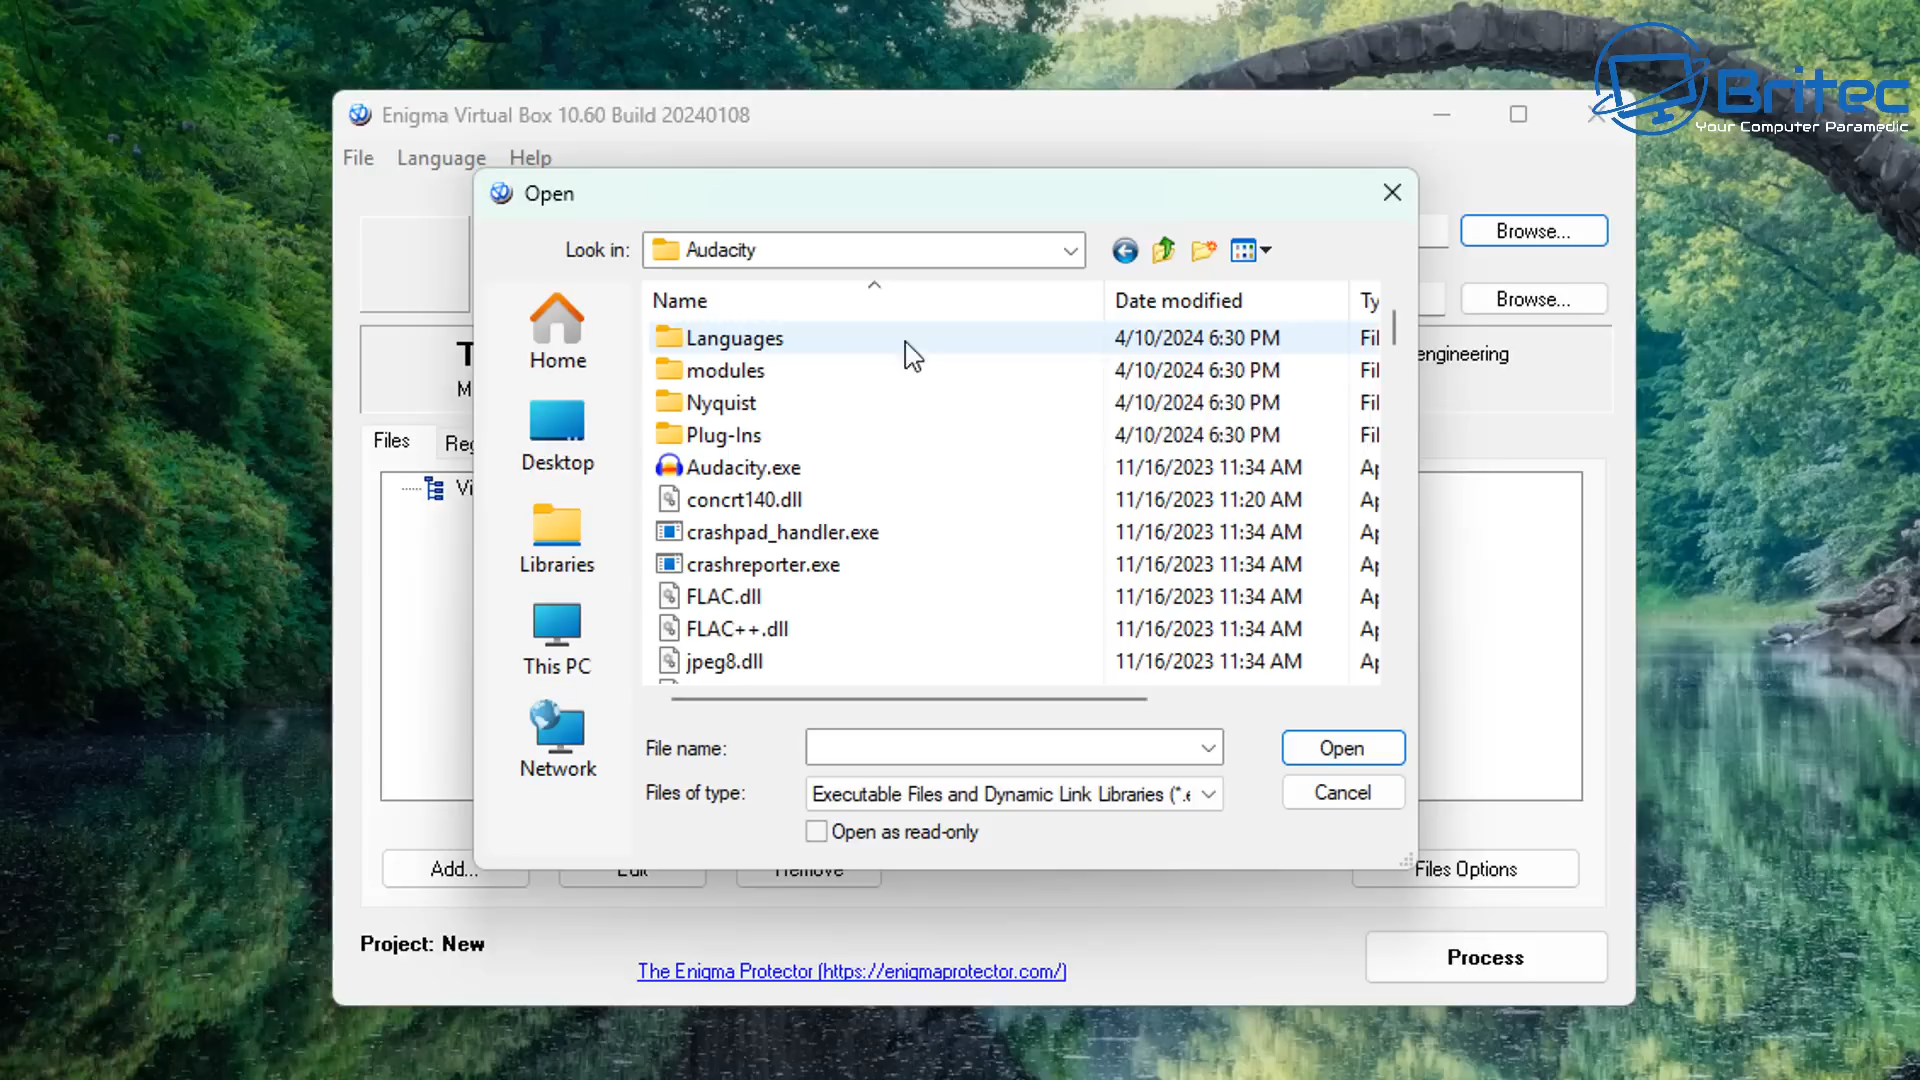 Britec
Your Computer Paramedic
Enigma Virtual Box 10.60 Build 20240108
File Language Help
Open
Look in: Audacity
Browse...
Browse...
Name Date modified
Home
Desktop
Libraries
This PC
Network
Languages 4/10/2024 6:30 PM
modules 4/10/2024 6:30 PM
Nyquist 4/10/2024 6:30 PM
Plug-Ins 4/10/2024 6:30 PM
Audacity.exe 11/16/2023 11:34 AM
concrt140.dll 11/16/2023 11:20 AM
crashpad_handler.exe 11/16/2023 11:34 AM
crashreporter.exe 11/16/2023 11:34 AM
FLAC.dll 11/16/2023 11:34 AM
FLAC++.dll 11/16/2023 11:34 AM
jpeg8.dll 11/16/2023 11:34 AM
engineering
Files
File name:
Open
Files of type: Executable Files and Dynamic Link Libraries (*.e
Cancel
Open as read-only
Add... Edit Remove Files Options
Project: New
The Enigma Protector (https://enigmaprotector.com/)
Process